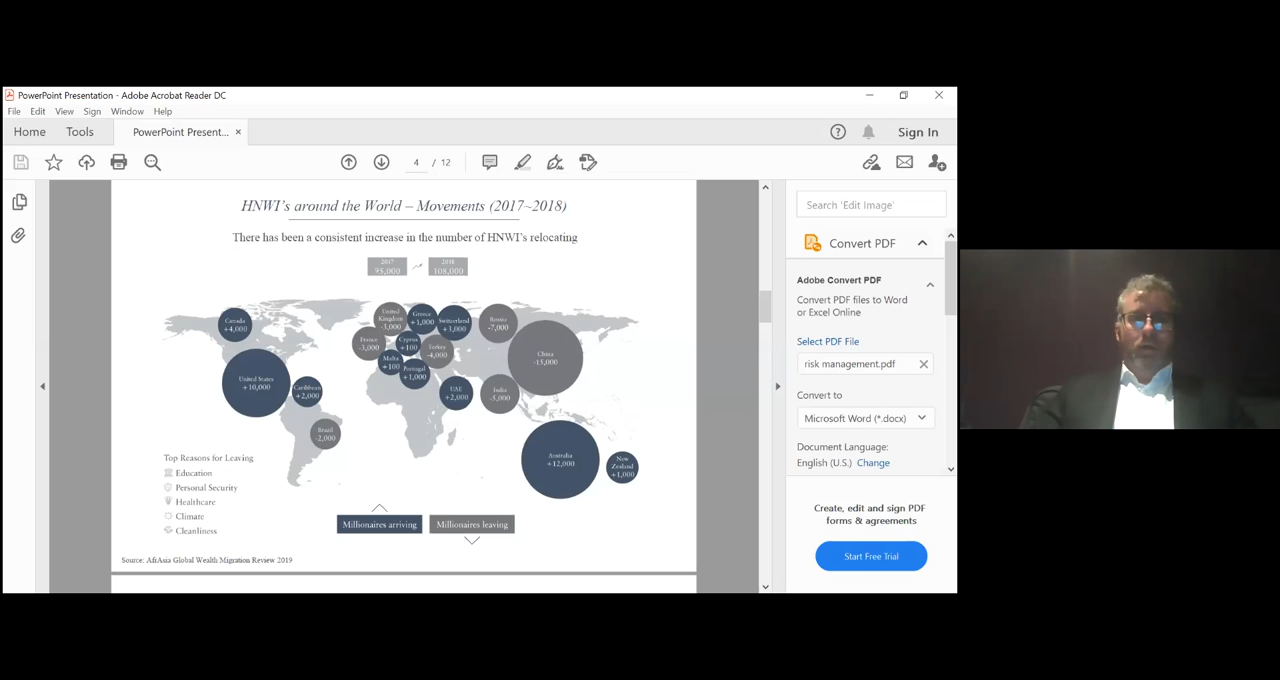 PowerPoint Presentation - Adobe Acrobat Reader DC
File Edit View Sign Window Help
Home Tools PowerPoint Present... ×
Sign In
4 / 12
HNWI's around the World – Movements (2017~2018)
There has been a consistent increase in the number of HNWI's relocating
2017
95,000
2018
108,000
Canada
+4,000
United States
+10,000
Caribbean
+2,000
Brazil
-2,000
United
Kingdom
-3,000
Greece
+1,000
Switzerland
+3,000
Russia
-7,000
France
-3,000
Cyprus
+100
Turkey
-4,000
Malta
+100
Portugal
+1,000
UAE
+2,000
India
-5,000
China
-15,000
Australia
+12,000
New
Zealand
+1,000
Top Reasons for Leaving
Education
Personal Security
Healthcare
Climate
Cleanliness
Millionaires arriving
Millionaires leaving
Source: AfrAsia Global Wealth Migration Review 2019
Search 'Edit Image'
Convert PDF
Adobe Convert PDF
Convert PDF files to Word
or Excel Online
Select PDF File
risk management.pdf
Convert to
Microsoft Word (*.docx)
Document Language:
English (U.S.) Change
Create, edit and sign PDF
forms & agreements
Start Free Trial